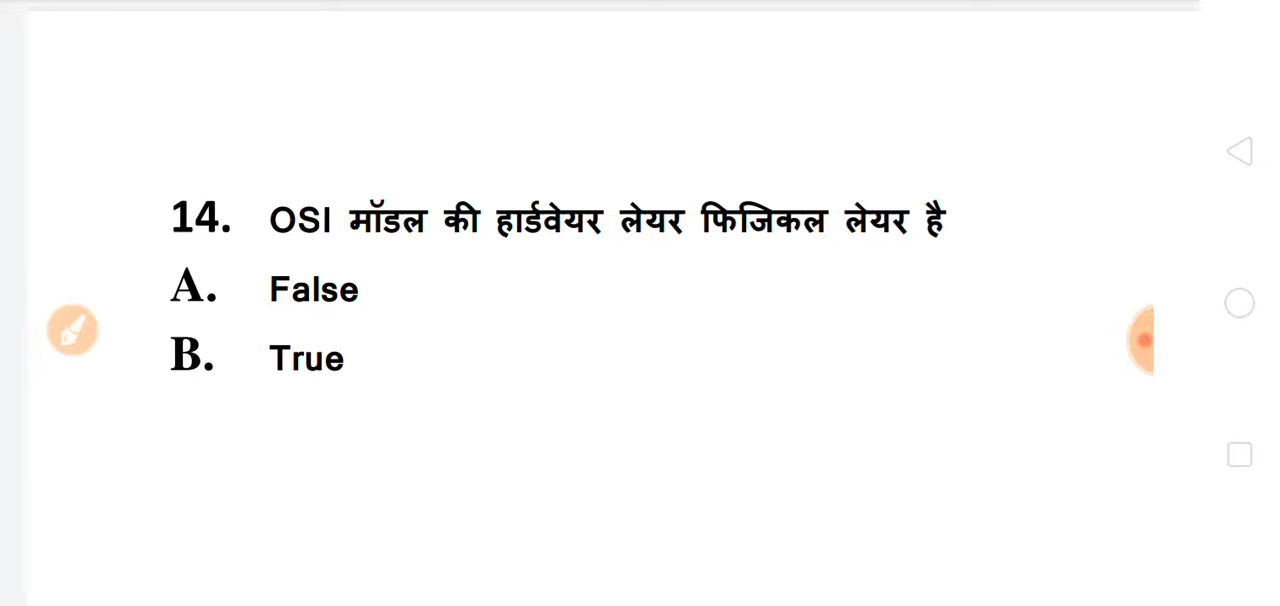 14. OSI मॉडल की हार्डवेयर लेयर फिजिकल लेयर है
A. False
B. True